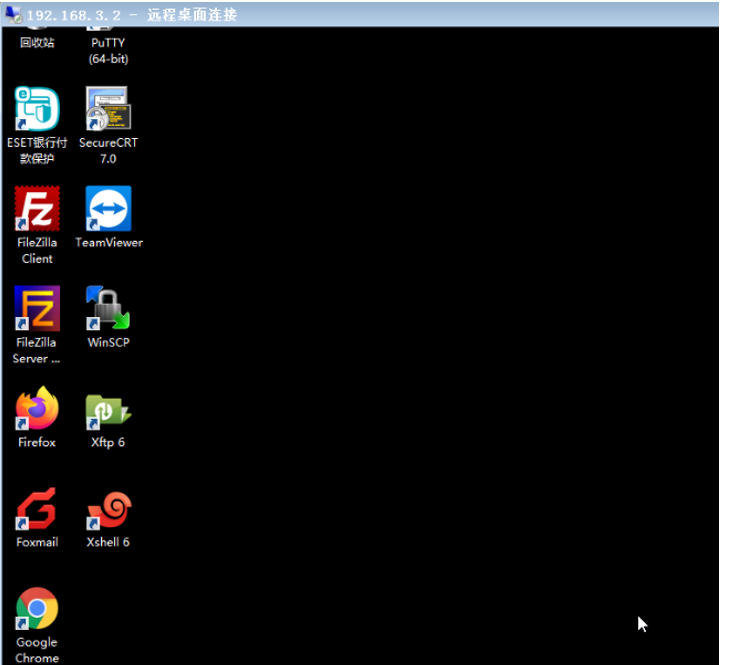 192.168.3.2 - 远程桌面连接
回收站
PuTTY
(64-bit)
ESET银行付
款保护
SecureCRT
7.0
FileZilla
Client
TeamViewer
FileZilla
Server ...
WinSCP
Firefox
Xftp 6
Foxmail
Xshell 6
Google
Chrome